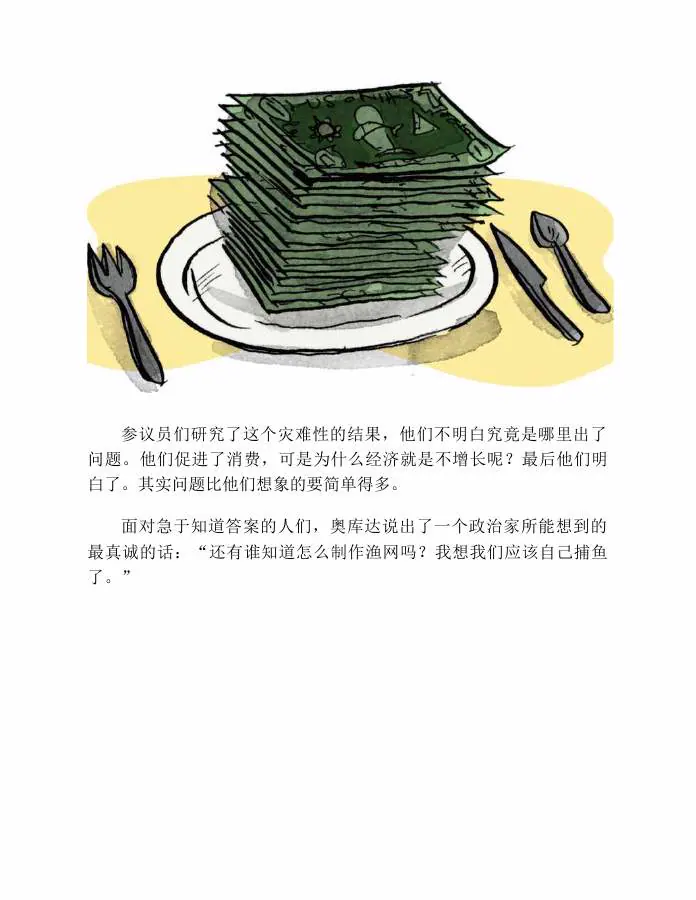 参议员们研究了这个灾难性的结果，他们不明白究竟是哪里出了
问题。他们促进了消费，可是为什么经济就是不增长呢？最后他们明
白了。其实问题比他们想象的要简单得多。
面对急于知道答案的人们，奥库达说出了一个政治家所能想到的
最真诚的话：“还有谁知道怎么制作渔网吗？我想我们应该自己捕鱼
了。”